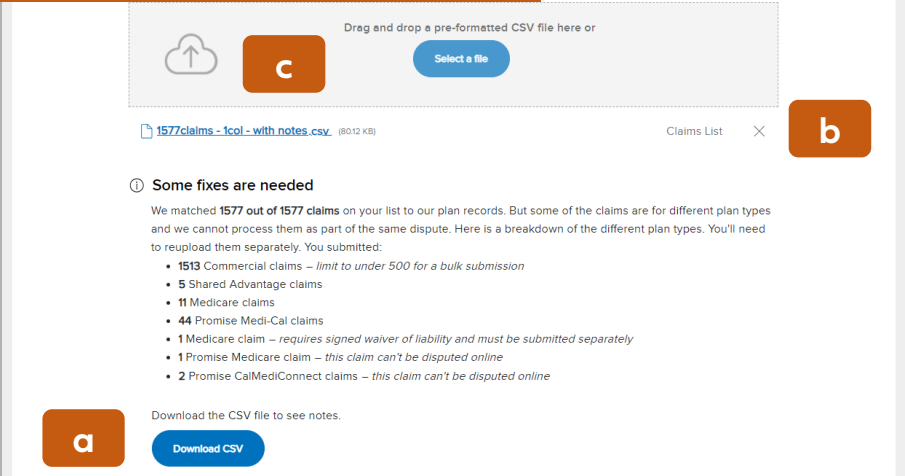 Drag and drop a pre-formatted CSV file here or
c
Select a file
1577claims - 1col - with notes.csv (80.12 KB)
Claims List
b
Some fixes are needed
We matched 1577 out of 1577 claims on your list to our plan records. But some of the claims are for different plan types
and we cannot process them as part of the same dispute. Here is a breakdown of the different plan types. You'll need
to reupload them separately. You submitted:
• 1513 Commercial claims – limit to under 500 for a bulk submission
• 5 Shared Advantage claims
• 11 Medicare claims
• 44 Promise Medi-Cal claims
• 1 Medicare claim – requires signed waiver of liability and must be submitted separately
• 1 Promise Medicare claim – this claim can't be disputed online
• 2 Promise CalMediConnect claims – this claim can't be disputed online
Download the CSV file to see notes.
a
Download CSV